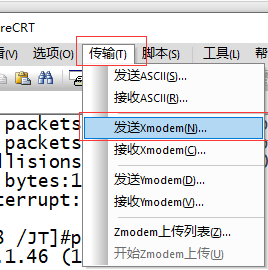 reCRT
看(V) 选项(O) 传输(T) 脚本(S) 工具(L) 窗口
发送ASCII(S)...
接收ASCII(R)...
packets
发送Xmodem(N)...
packets
接收Xmodem(C)...
llisions
bytes:1
发送Ymodem(D)...
terrupt:
接收Ymodem(V)...
/JT]#p
Zmodem上传列表(Z)...
.1.46 (1
开始Zmodem上传(U)